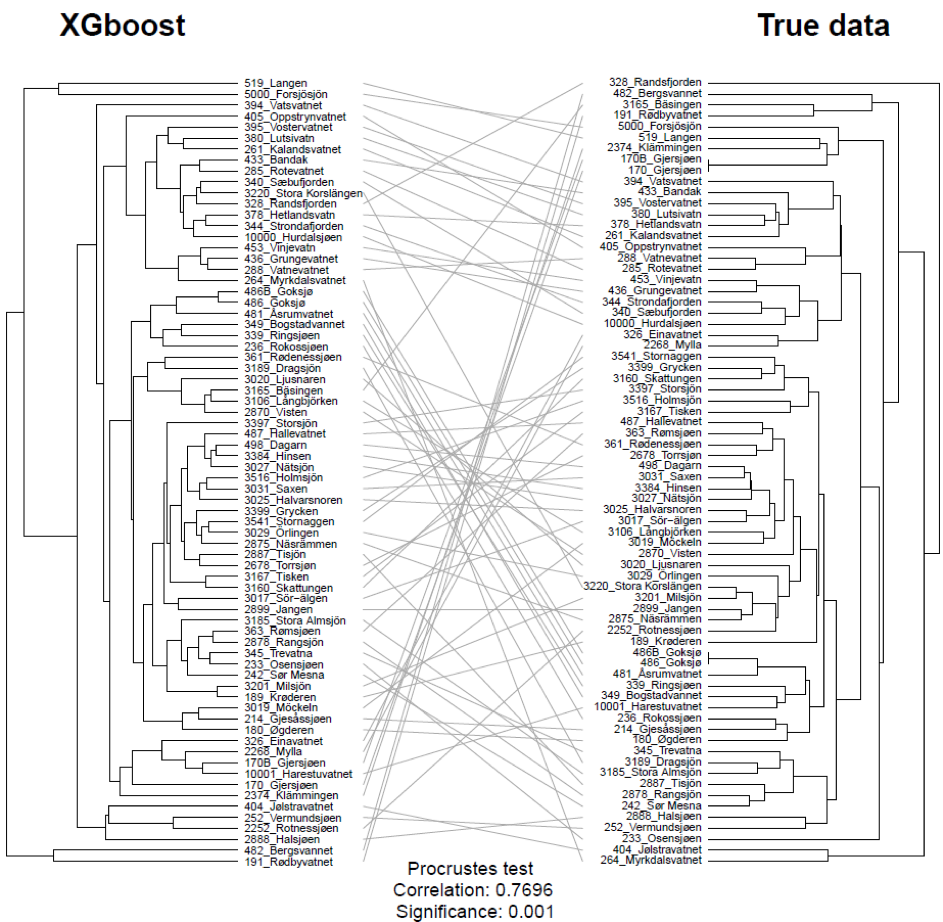 XGboost
True data
519_Langen
5000_Forsjösjön
394_Vatsvatnet
405_Oppstrynvatnet
395_Vostervatnet
380_Lutsivatn
261_Kalandsvatnet
433_Bandak
285_Rotevatnet
340_Sæbufjorden
3220_Stora Korslängen
328_Randsfjorden
378_Hetlandsvatn
344_Strondafjorden
10000_Hurdalsjøen
453_Vinjevatn
436_Grungevatnet
288_Vatnevatnet
264_Myrkdalsvatnet
486B_Goksjø
486_Goksjø
481_Åsrumvatnet
349_Bogstadvannet
339_Ringsjøen
236_Rokossjøen
361_Rødenessjøen
3189_Dragsjön
3020_Ljusnaren
3165_Bäsingen
3106_Långbjörken
2870_Visten
3397_Storsjön
487_Hallevatnet
498_Dagarn
3384_Hinsen
3027_Nätsjön
3516_Holmsjön
3031_Saxen
3025_Halvarsnoren
3399_Grycken
3541_Stornaggen
3029_Örlingen
2875_Näsrämmen
2887_Tisjön
2678_Torrsjøn
3167_Tisken
3160_Skattungen
3017_Sör-älgen
2899_Jangen
3185_Stora Almsjön
363_Rømsjøen
2878_Rangsjön
345_Trevatna
233_Osensjøen
242_Sør Mesna
3201_Milsjön
189_Krøderen
3019_Möckeln
214_Gjesåssjøen
180_Øgderen
326_Einavatnet
2268_Mylla
170B_Gjersjøen
10001_Harestuvatnet
170_Gjersjøen
2374_Klämmingen
404_Jølstravatnet
252_Vermundsjøen
2252_Rotnessjøen
2888_Halsjøen
482_Bergsvannet
191_Rødbyvatnet
328_Randsfjorden
482_Bergsvannet
3165_Bäsingen
191_Rødbyvatnet
5000_Forsjösjön
519_Langen
2374_Klämmingen
170B_Gjersjøen
170_Gjersjøen
394_Vatsvatnet
433_Bandak
395_Vostervatnet
380_Lutsivatn
378_Hetlandsvatn
261_Kalandsvatnet
405_Oppstrynvatnet
288_Vatnevatnet
285_Rotevatnet
453_Vinjevatn
436_Grungevatnet
344_Strondafjorden
340_Sæbufjorden
10000_Hurdalsjøen
326_Einavatnet
2268_Mylla
3541_Stornaggen
3399_Grycken
3160_Skattungen
3397_Storsjön
3516_Holmsjön
3167_Tisken
487_Hallevatnet
363_Rømsjøen
361_Rødenessjøen
2678_Torrsjøn
498_Dagarn
3031_Saxen
3384_Hinsen
3027_Nätsjön
3025_Halvarsnoren
3017_Sör-älgen
3106_Långbjörken
3019_Möckeln
2870_Visten
3020_Ljusnaren
3029_Örlingen
3220_Stora Korslängen
3201_Milsjön
2899_Jangen
2875_Näsrämmen
2252_Rotnessjøen
189_Krøderen
486B_Goksjø
486_Goksjø
481_Åsrumvatnet
339_Ringsjøen
349_Bogstadvannet
10001_Harestuvatnet
236_Rokossjøen
214_Gjesåssjøen
180_Øgderen
345_Trevatna
3189_Dragsjön
3185_Stora Almsjön
2887_Tisjön
2878_Rangsjön
242_Sør Mesna
2888_Halsjøen
252_Vermundsjøen
233_Osensjøen
404_Jølstravatnet
264_Myrkdalsvatnet
Procrustes test
Correlation: 0.7696
Significance: 0.001